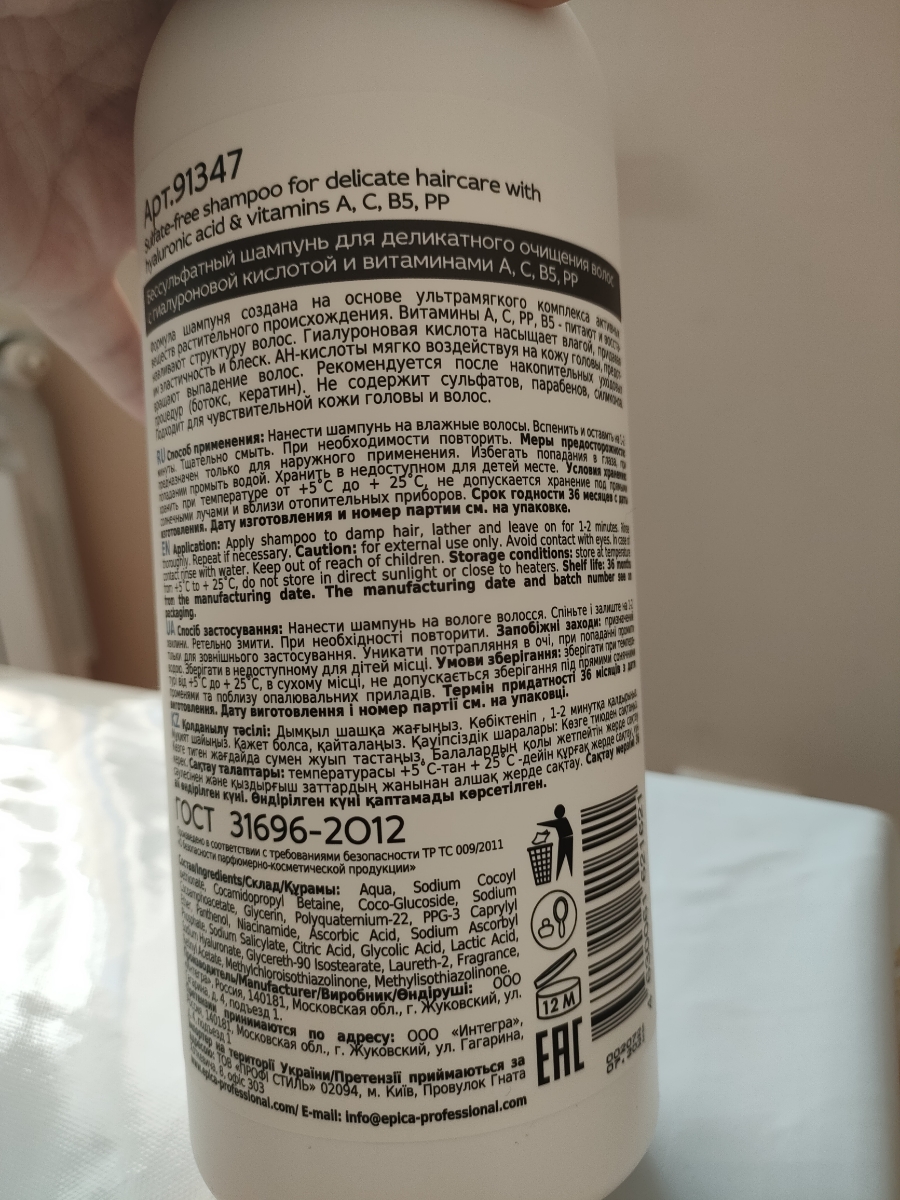 Арт.91347
Sulfate-free shampoo for delicate haircare with
hyaluronic acid & vitamins A, C, B5, PP
Бессульфатный шампунь для деликатного очищения волос
с гиалуроновой кислотой и витаминами А, С, В5, РР
Формула шампуня создана на основе ультрамягкого комплекса активных
веществ растительного происхождения. Витамины А, С, РР, В5 - питают и восста-
навливают структуру волос. Гиалуроновая кислота насыщает влагой, придавая
им эластичность и блеск. АН-кислоты мягко воздействуя на кожу головы, предот-
вращают выпадение волос. Рекомендуется после накопительных уходовых
процедур (ботокс, кератин). Не содержит сульфатов, парабенов, силиконов.
Подходит для чувствительной кожи головы и волос.
RU Способ применения: Нанести шампунь на влажные волосы. Вспенить и оставить на 1-2
минуты. Тщательно смыть. При необходимости повторить. Меры предосторожности:
предназначен только для наружного применения. Избегать попадания в глаза, при
попадании промыть водой. Хранить в недоступном для детей месте. Условия хранения:
хранить при температуре от +5˚С до + 25˚С, не допускается хранение под прямыми
солнечными лучами и вблизи отопительных приборов. Срок годности 36 месяцев с даты
изготовления. Дату изготовления и номер партии см. на упаковке.
EN Application: Apply shampoo to damp hair, lather and leave on for 1-2 minutes. Rinse
thoroughly. Repeat if necessary. Caution: for external use only. Avoid contact with eyes. In case of
contact rinse with water. Keep out of reach of children. Storage conditions: store at temperature
from +5˚C to + 25˚C, do not store in direct sunlight or close to heaters. Shelf life: 36 months
from the manufacturing date. The manufacturing date and batch number see on
packaging.
UA Спосіб застосування: Нанести шампунь на вологе волосся. Спіньте і залиште на 1-2
хвилини. Ретельно змити. При необхідності повторити. Запобіжні заходи: призначений
тільки для зовнішнього застосування. Уникати потрапляння в очі, при попаданні промити
водою. Зберігати в недоступному для дітей місці. Умови зберігання: зберігати при темпера-
турі від +5˚С до + 25˚С, в сухому місці, не допускається зберігання під прямими сонячними
променями та поблизу опалювальних приладів. Термін придатності 36 місяців з дати
виготовлення. Дату виготовлення і номер партії см. на упаковці.
KZ Қолданылу тәсілі: Дымқыл шашқа жағыңыз. Көбіктеніп , 1-2 минутқа қалдырыңыз.
Мұқият шайыңыз. Қажет болса, қайталаңыз. Қауіпсіздік шаралары: Көзге тиюден сақтаңыз.
Көзге тиген жағдайда сумен жуып тастаңыз. Балалардың қолы жетпейтін жерде сақтау
керек. Сақтау талаптары: температурасы +5˚С-тан + 25˚С -дейін құрғақ жерде сақтау,
сәулесінен және қыздырғыш заттардың жанынан алшақ жерде сақтау. Сақтау мерзімі 36
ай өндірілген күні. Өндірілген күні қаптамады көрсетілген.
ГОСТ 31696-2012
Произведено в соответствии с требованиями безопасности ТР ТС 009/2011
«О безопасности парфюмерно-косметической продукции»
Состав/Ingredients/Склад/Құрамы: Aqua, Sodium Cocoyl
Isethionate, Cocamidopropyl Betaine, Coco-Glucoside, Sodium
Cocoamphoacetate, Glycerin, Polyquaternium-22, PPG-3 Caprylyl
Ether, Panthenol, Niacinamide, Ascorbic Acid, Sodium Ascorbyl
Phosphate, Sodium Salicylate, Citric Acid, Glycolic Acid, Lactic Acid,
Sodium Hyaluronate, Glycereth-90 Isostearate, Laureth-2, Fragrance,
Retinyl Acetate, Methylchloroisothiazolinone, Methylisothiazolinone.
Производитель/Manufacturer/Виробник/Өндіруші: ООО
«Интегра», Россия, 140181, Московская обл., г. Жуковский, ул.
Гагарина, д. 4, подъезд 1.
Претензии принимаются по адресу: ООО «Интегра»,
140181, Московская обл., г. Жуковский, ул. Гагарина,
д. 4, подъезд 1
на території України/Претензії приймаються за
адресою: ТОВ «ПРОФІ СТИЛЬ» 02094, м. Київ, Провулок Гната
8, офіс 303
www.epica-professional.com/ E-mail: info@epica-professional.com
12 M
EAC